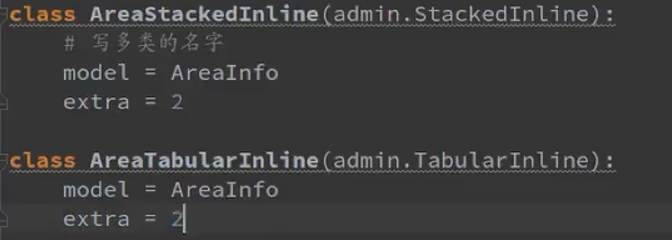 class AreaStackedInline(admin.StackedInline):
    # 写多类的名字
    model = AreaInfo
    extra = 2
class AreaTabularInline(admin.TabularInline):
    model = AreaInfo
    extra = 2